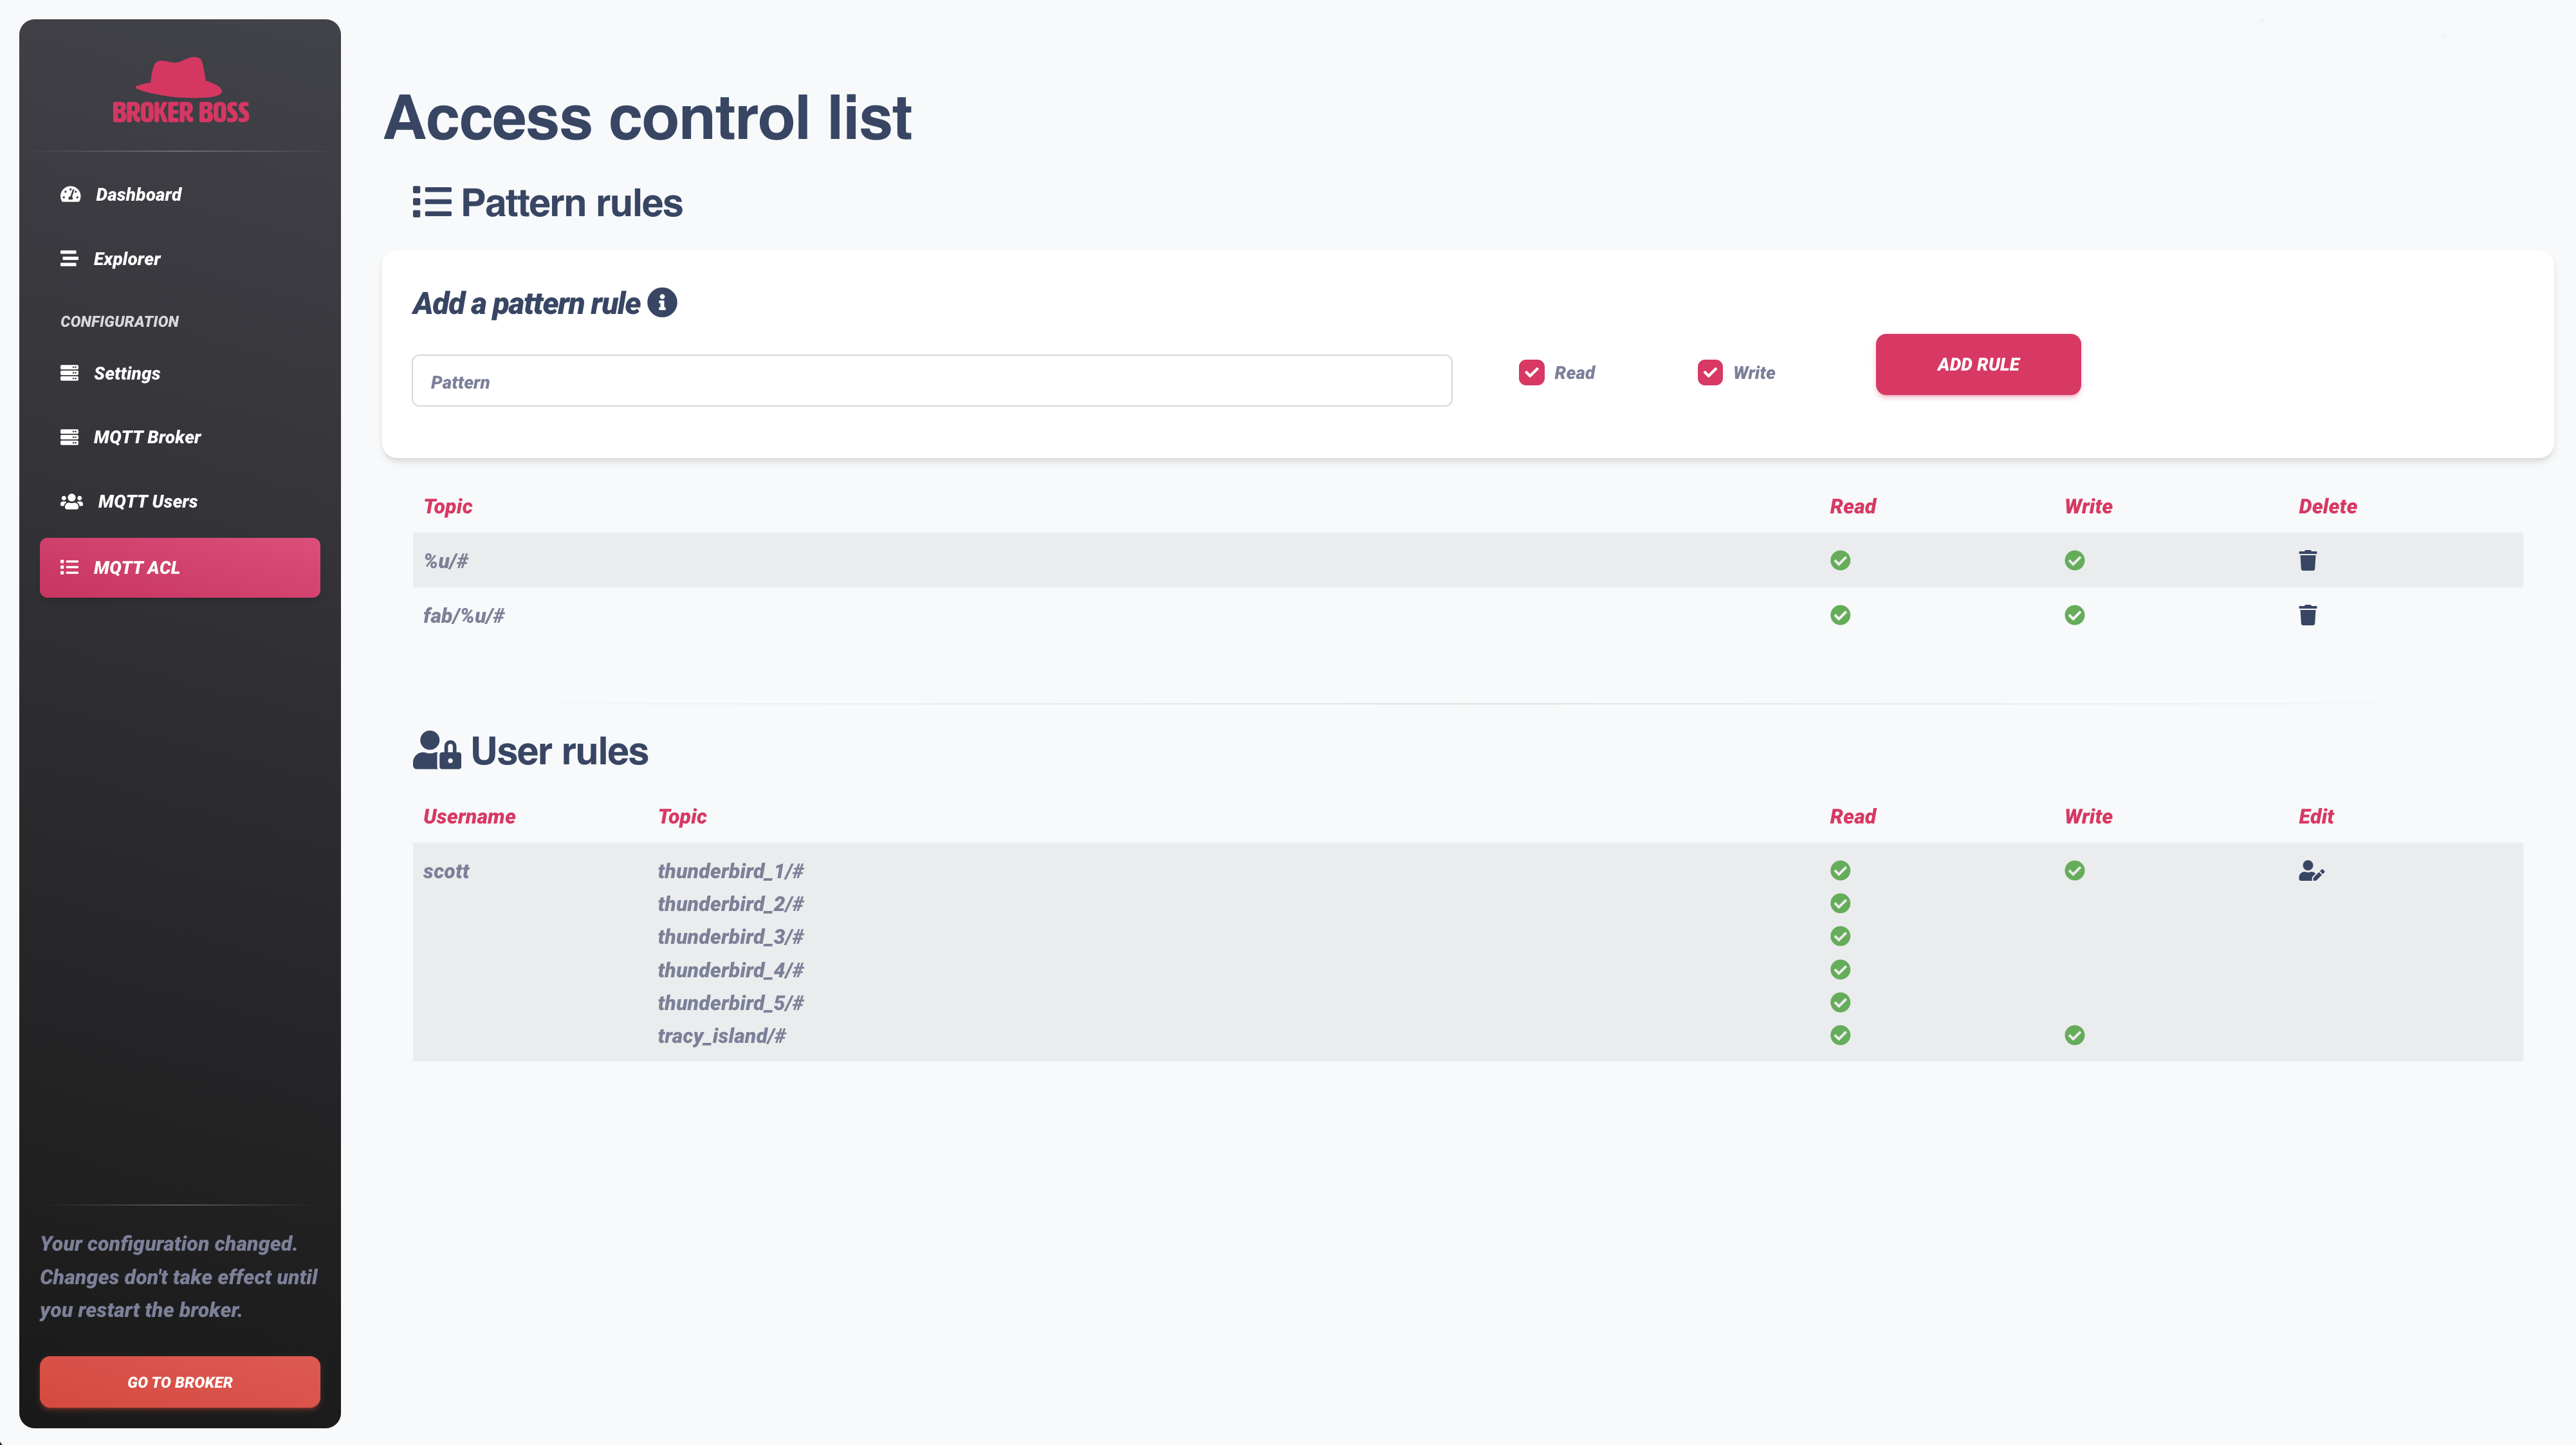 BROKER BOSS
Dashboard
Explorer
CONFIGURATION
Settings
MQTT Broker
MQTT Users
MQTT ACL
Your configuration changed.
Changes don't take effect until
you restart the broker.
GO TO BROKER
Access control list
Pattern rules
Add a pattern rule
Pattern Read Write ADD RULE
Topic Read Write Delete
%u/#
fab/%u/#
User rules
Username Topic Read Write Edit
scott thunderbird_1/#
thunderbird_2/#
thunderbird_3/#
thunderbird_4/#
thunderbird_5/#
tracy_island/#